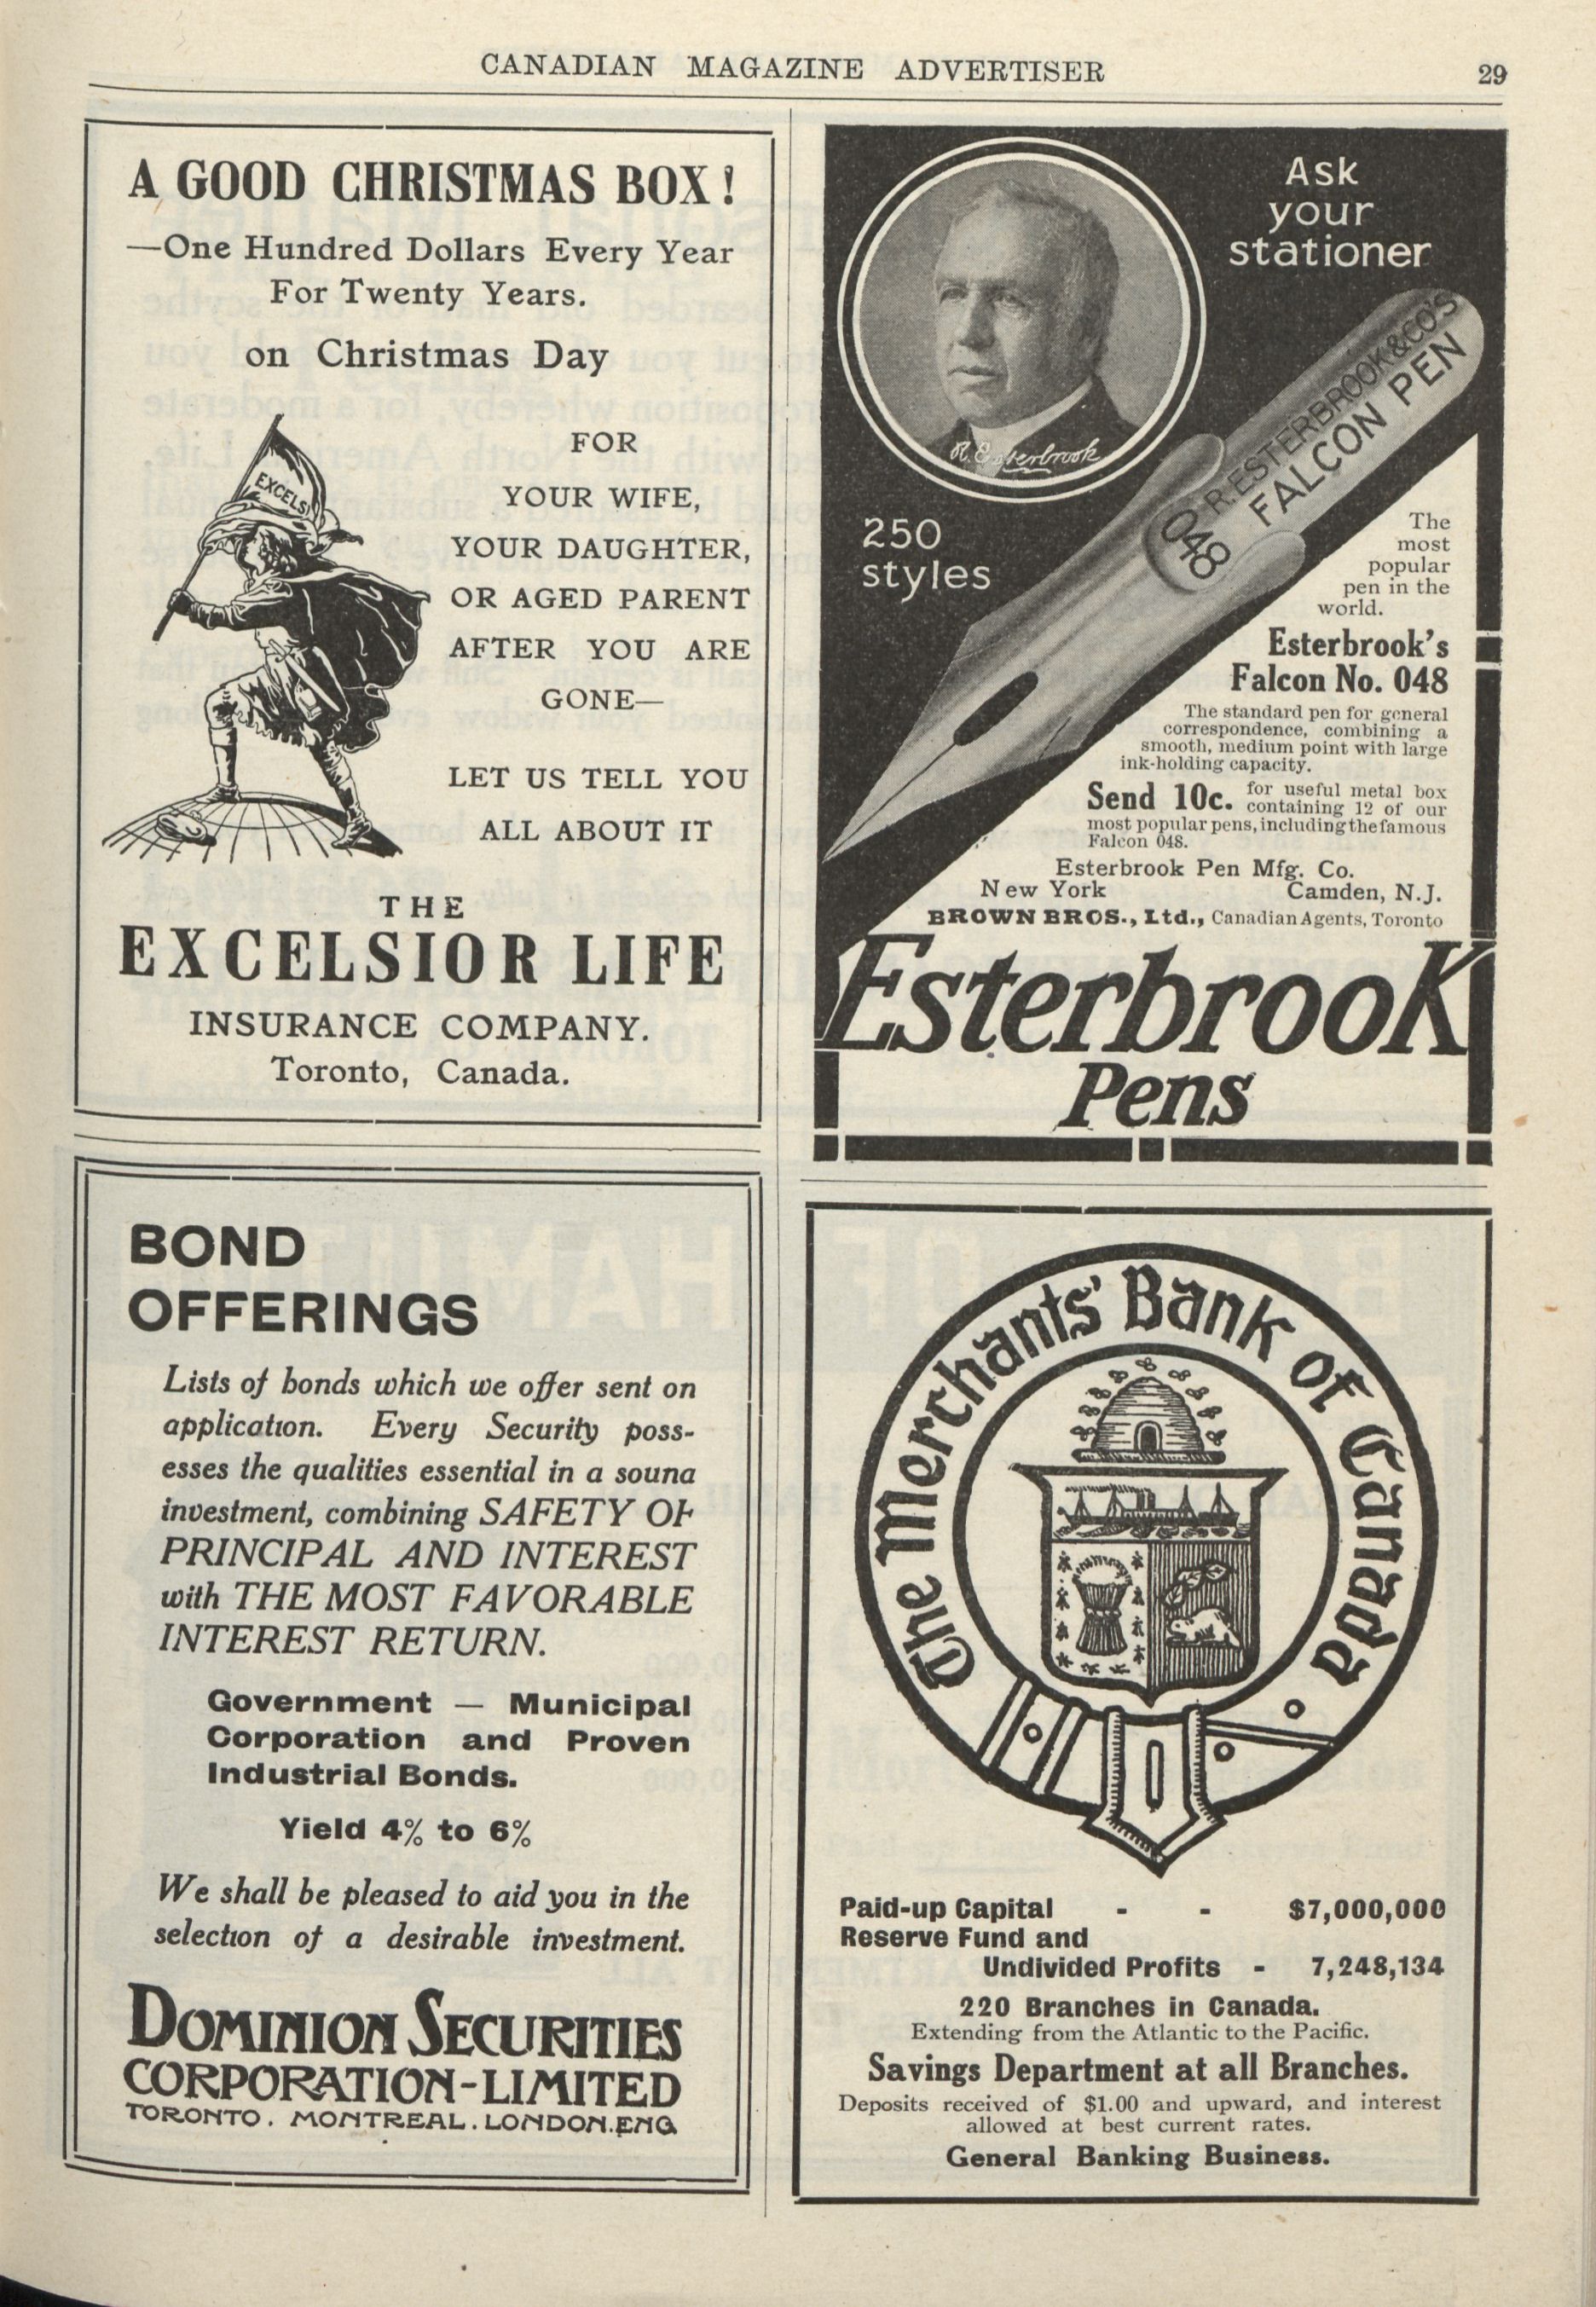 CANADIAN MAGAZINE ADVERTISER
29
A GOOD CHRISTMAS BOX!
—One Hundred Dollars Every Year
For Twenty Years.
on Christmas Day
EXCELSI
FOR
YOUR WIFE,
YOUR DAUGHTER,
OR AGED PARENT
AFTER YOU ARE
GONE—
LET US TELL YOU
ALL ABOUT IT
THE
EXCELSIOR LIFE
INSURANCE COMPANY.
Toronto, Canada.
Ask
your
stationer
R. Esterbrook
250
styles
R. ESTERBROOK & CO'S
FALCON PEN
048
The
most
popular
pen in the
world.
Esterbrook's
Falcon No. 048
The standard pen for general
correspondence, combining a
smooth, medium point with large
ink-holding capacity.
Send 10c. for useful metal box
containing 12 of our
most popular pens, including the famous
Falcon 048.
Esterbrook Pen Mfg. Co.
New York Camden, N.J.
BROWN BROS., Ltd., Canadian Agents, Toronto
Esterbrook
Pens
BOND
OFFERINGS
Lists of bonds which we offer sent on
application. Every Security poss-
esses the qualities essential in a sound
investment, combining SAFETY OF
PRINCIPAL AND INTEREST
with THE MOST FAVORABLE
INTEREST RETURN.
Government — Municipal
Corporation and Proven
Industrial Bonds.
Yield 4% to 6%
We shall be pleased to aid you in the
selection of a desirable investment.
DOMINION SECURITIES
CORPORATION-LIMITED
TORONTO. MONTREAL. LONDON. ENG
The Merchants' Bank of Canada
Paid-up Capital - - $7,000,000
Reserve Fund and
Undivided Profits - 7,248,134
220 Branches in Canada.
Extending from the Atlantic to the Pacific.
Savings Department at all Branches.
Deposits received of $1.00 and upward, and interest
allowed at best current rates.
General Banking Business.